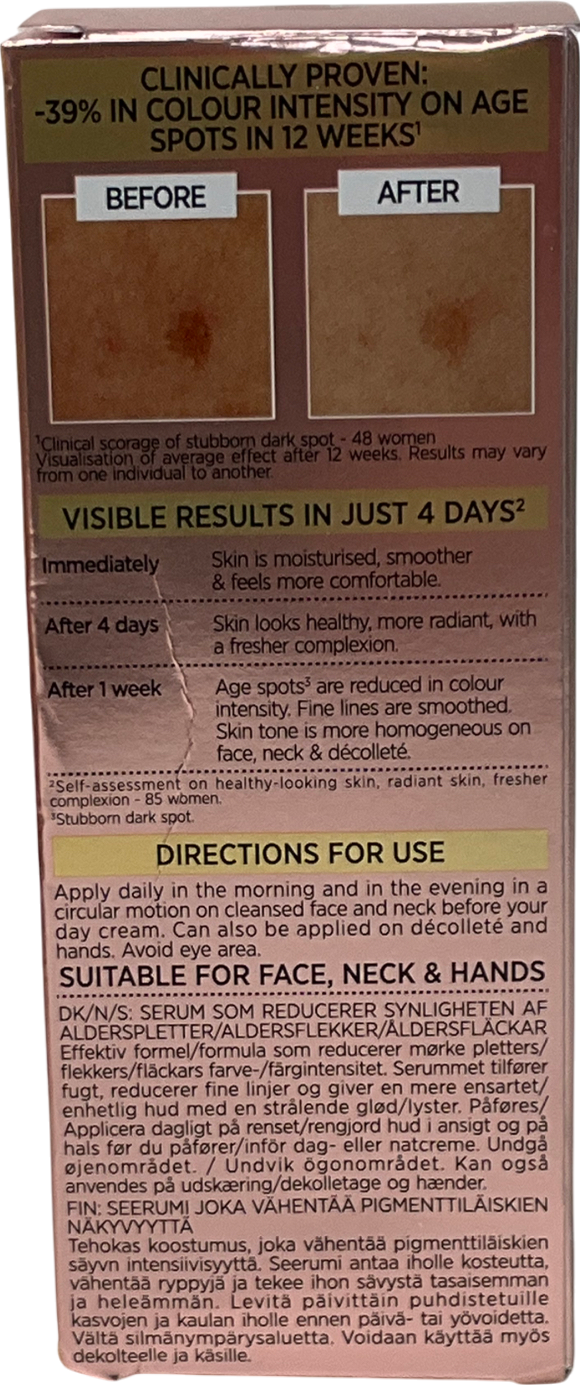 CLINICALLY PROVEN:
-39% IN COLOUR INTENSITY ON AGE
SPOTS IN 12 WEEKS¹
BEFORE
AFTER
¹Clinical scorage of stubborn dark spot - 48 women
Visualisation of average effect after 12 weeks. Results may vary
from one individual to another.
VISIBLE RESULTS IN JUST 4 DAYS²
Immediately Skin is moisturised, smoother
& feels more comfortable.
After 4 days Skin looks healthy, more radiant, with
a fresher complexion.
After 1 week Age spots³ are reduced in colour
intensity. Fine lines are smoothed.
Skin tone is more homogeneous on
face, neck & décolleté.
²Self-assessment on healthy-looking skin, radiant skin, fresher
complexion - 85 women.
³Stubborn dark spot.
DIRECTIONS FOR USE
Apply daily in the morning and in the evening in a
circular motion on cleansed face and neck before your
day cream. Can also be applied on décolleté and
hands. Avoid eye area.
SUITABLE FOR FACE, NECK & HANDS
DK/N/S: SERUM SOM REDUCERER SYNLIGHETEN AF
ALDERSPLETTER/ALDERSFLEKKER/ÅLDERSFLÄCKAR
Effektiv formel/formula som reducerer mørke pletters/
flekkers/fläckars farve-/färgintensitet. Serummet tilfører
fugt, reducerer fine linjer og giver en mere ensartet/
enhetlig hud med en strålende glød/lyster. Påføres/
Applicera dagligt på renset/rengjord hud i ansigt og på
hals før du påfører/inför dag- eller natcreme. Undgå
øjenområdet. / Undvik ögonområdet. Kan også
anvendes på udskæring/dekolletage og hænder.
FIN: SEERUMI JOKA VÄHENTÄÄ PIGMENTTILÄISKIEN
NÄKYVYYTTÄ
Tehokas koostumus, joka vähentää pigmenttiläiskien
säyvn intensiivisyyttä. Seerumi antaa iholle kosteutta,
vähentää ryppyjä ja tekee ihon sävystä tasaisemman
ja heleämmän. Levitä päivittäin puhdistetuille
kasvojen ja kaulan iholle ennen päivä- tai yövoidetta.
Vältä silmänympärysaluetta. Voidaan käyttää myös
dekolteelle ja käsille.